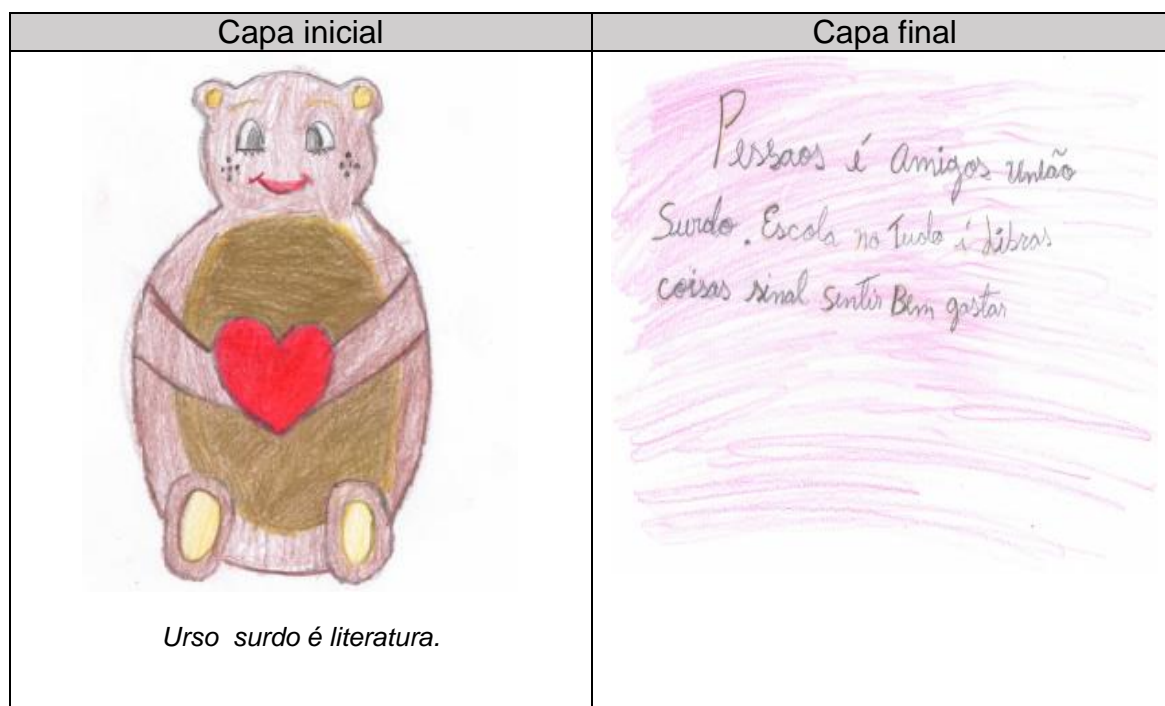 Capa inicial
Capa final
Urso surdo é literatura.
Pessaos é Amigos União
Surdo. Escola no Tudo é Libras
coisas sinal Sentir Bem gostar